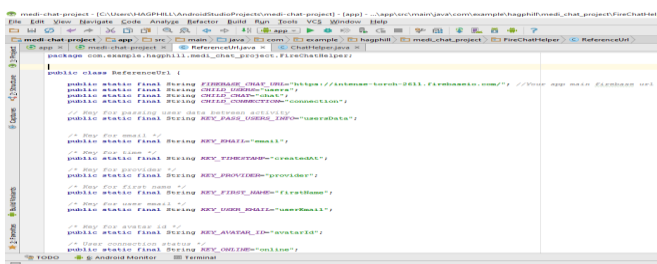 medi-chat-project - [C:\Users\HAGPHILL\AndroidStudioProjects\medi-chat-project] - [app] - ...\app\src\main\java\com\example\hagphill\medi_chat_project\FireChatHel
File Edit View Navigate Code Analyze Refactor Build Run Tools VCS Window Help
medi-chat-project app src main java com example hagphill medi_chat_project FireChatHelper ReferenceUrl
app medi-chat-project ReferenceUrl.java ChatHelper.java
package com.example.hagphill.medi_chat_project.FireChatHelper;
public class ReferenceUrl {
public static final String FIREBASE_CHAT_URL="https://intense-torch-2611.firebaseio.com/"; //Your app main firebase url
public static final String CHILD_USERS="users";
public static final String CHILD_CHAT="chat";
public static final String CHILD_CONNECTION="connection";
// Key for passing user data between activity
public static final String KEY_PASS_USERS_INFO="usersData";
/* Key for email */
public static final String KEY_EMAIL="email";
/* Key for time */
public static final String KEY_TIMESTAMP="createdAt";
/* Key for provider */
public static final String KEY_PROVIDER="provider";
/* Key for first name */
public static final String KEY_FIRST_NAME="firstName";
/* Key for user email */
public static final String KEY_USER_EMAIL="userEmail";
/* Key for avatar id */
public static final String KEY_AVATAR_ID="avatarId";
/* User connection status */
public static final String KEY_ONLINE="online";
1: Project
Z: Structure
Captures
Build Variants
2: Favorites
TODO 6: Android Monitor Terminal